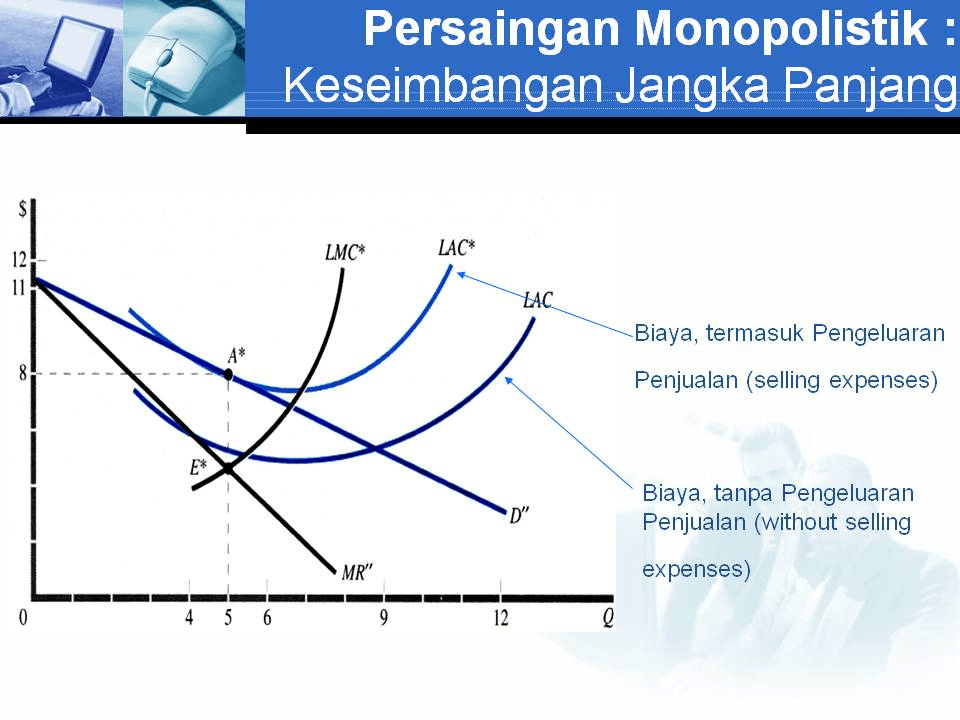 Persaingan Monopolistik :
Keseimbangan Jangka Panjang
$
12
11
8
LMC*
LAC*
LAC
A*
E*
D"
MR"
0 4 5 6 9 12 Q
Biaya, termasuk Pengeluaran
Penjualan (selling expenses)
Biaya, tanpa Pengeluaran
Penjualan (without selling
expenses)